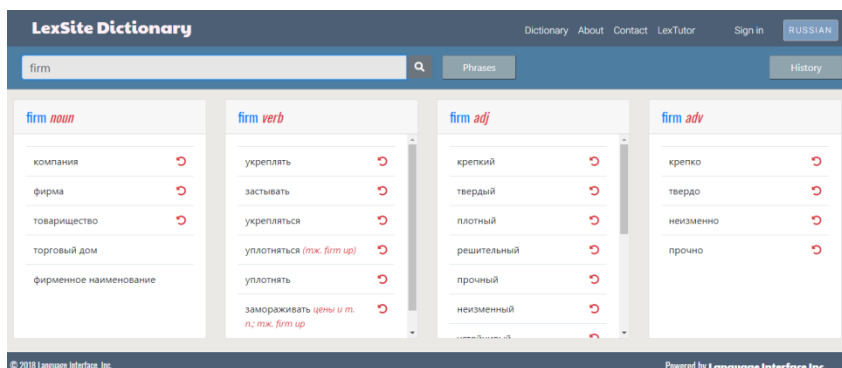 LexSite Dictionary
Dictionary About Contact LexTutor Sign in RUSSIAN
firm Phrases History
firm noun
компания
фирма
товарищество
торговый дом
фирменное наименование
firm verb
укреплять
застывать
укрепляться
уплотняться (тж. firm up)
уплотнять
замораживать цены и т.
п.; тж. firm up
firm adj
крепкий
твердый
плотный
решительный
прочный
неизменный
firm adv
крепко
твердо
неизменно
прочно
© 2018 Language Interface, Inc. Powered by Language Interface Inc